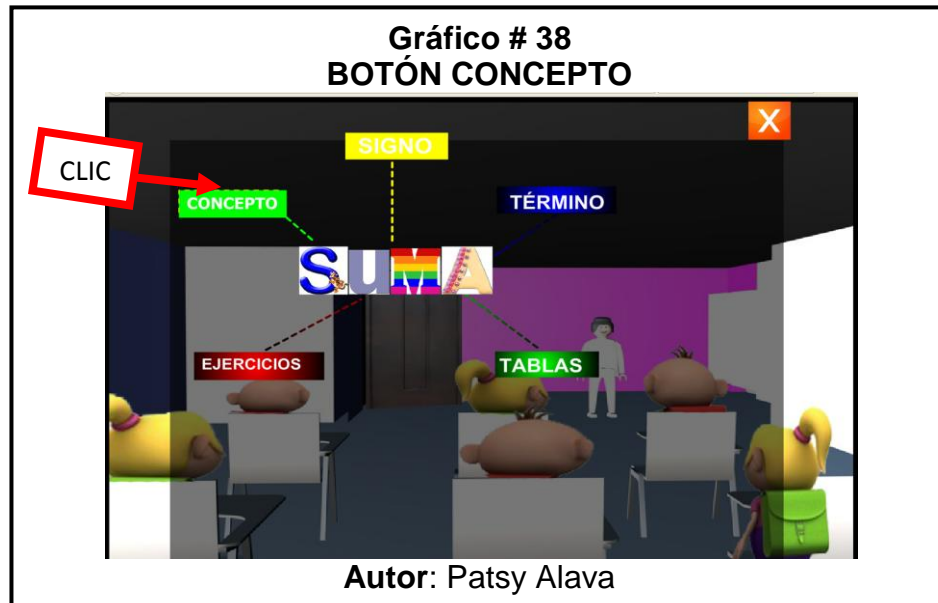 Gráfico # 38
BOTÓN CONCEPTO
X
SIGNO
CLIC
CONCEPTO
TÉRMINO
SuMA
EJERCICIOS
TABLAS
Autor: Patsy Alava